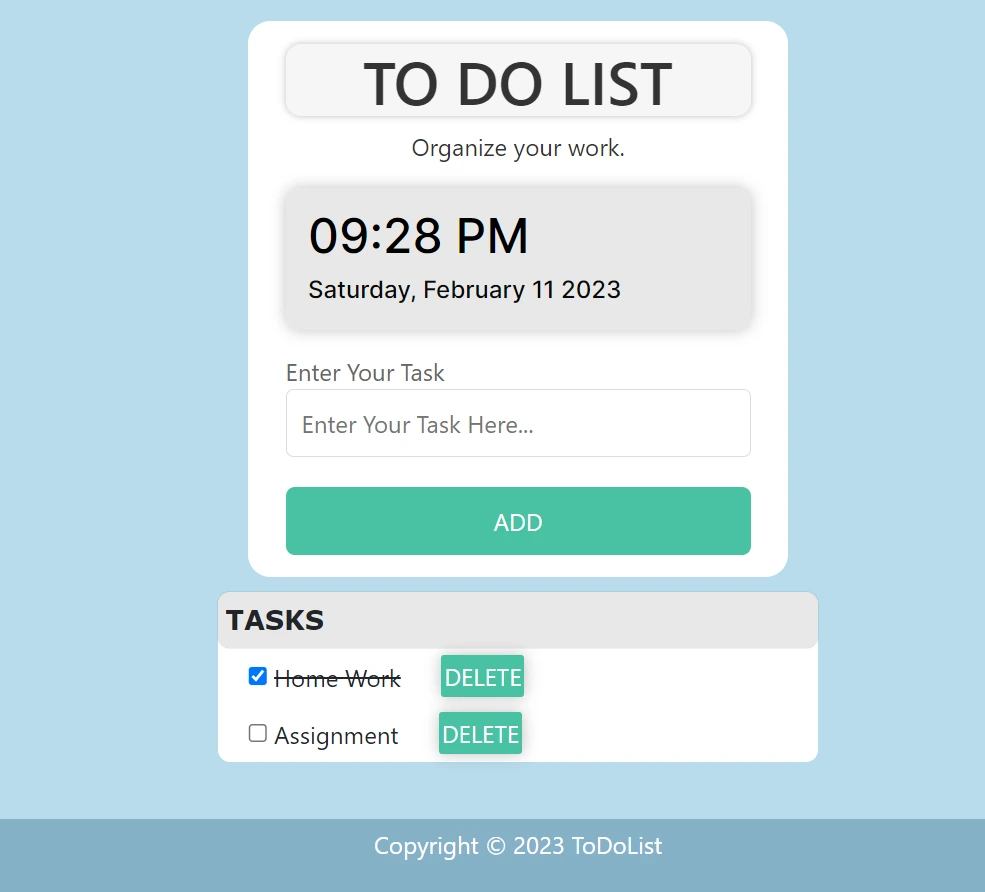 TO DO LIST
Organize your work.
09:28 PM
Saturday, February 11 2023
Enter Your Task
Enter Your Task Here...
ADD
TASKS
Home Work DELETE
Assignment DELETE
Copyright © 2023 ToDoList